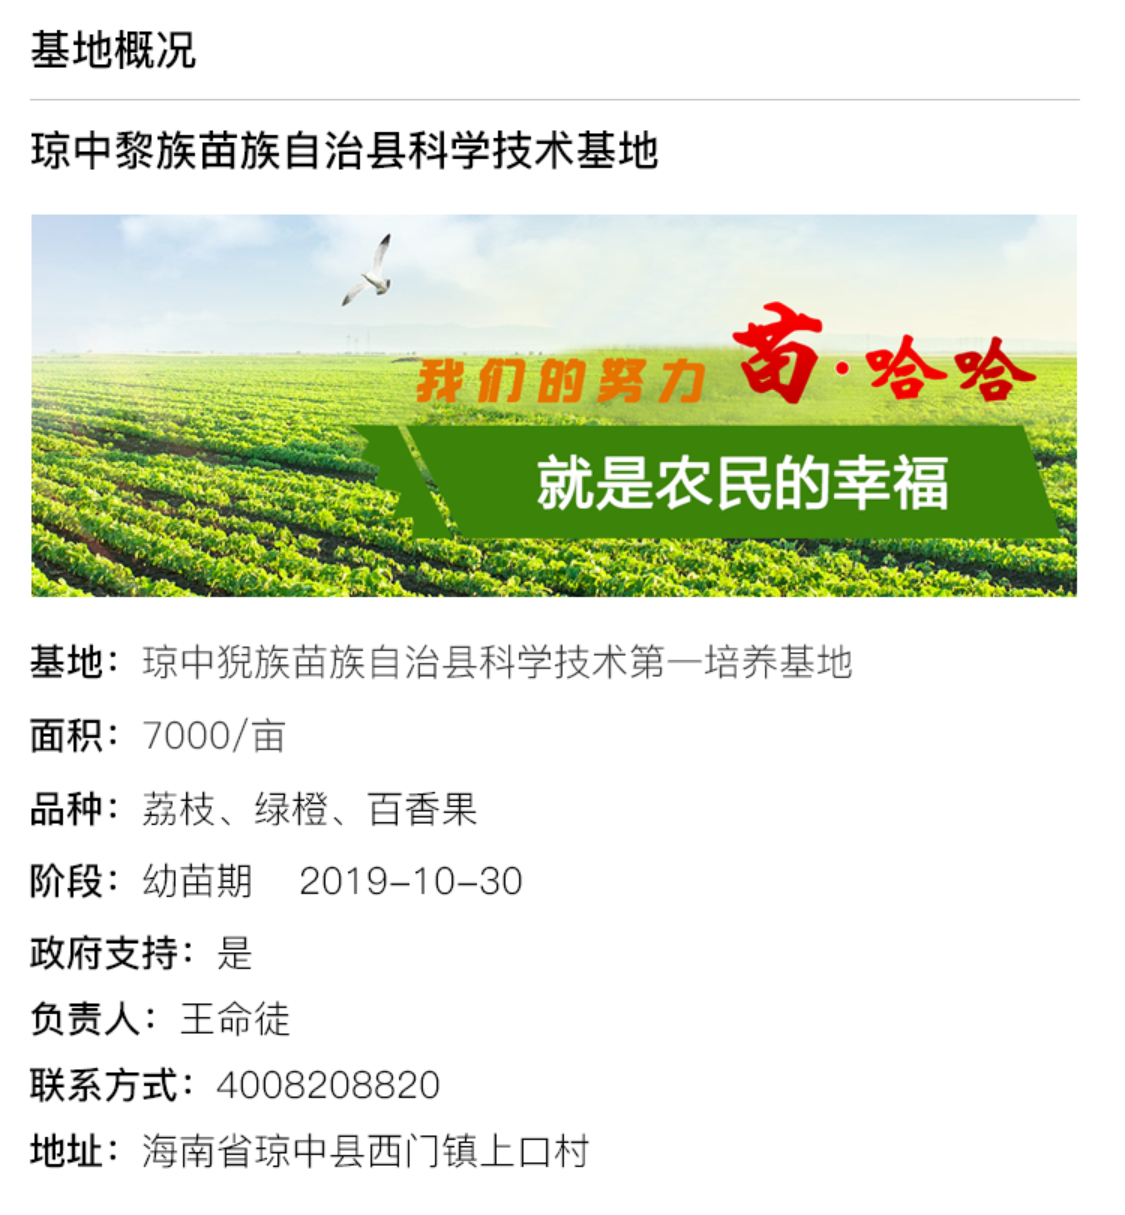 基地概况
琼中黎族苗族自治县科学技术基地
我们的努力 苗·哈哈
就是农民的幸福
基地：琼中猊族苗族自治县科学技术第一培养基地
面积：7000/亩
品种：荔枝、绿橙、百香果
阶段：幼苗期 2019-10-30
政府支持：是
负责人：王命徒
联系方式：4008208820
地址：海南省琼中县西门镇上口村